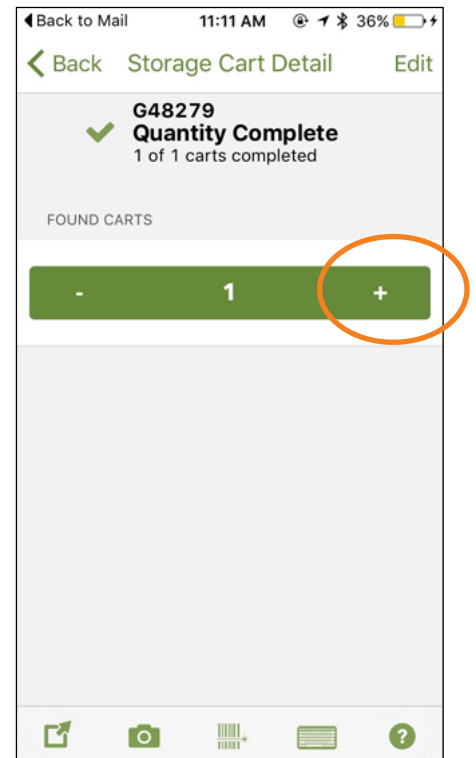 Back to Mail 11:11 AM 36%
Back Storage Cart Detail Edit
G48279
Quantity Complete
1 of 1 carts completed
FOUND CARTS
- 1 +
?